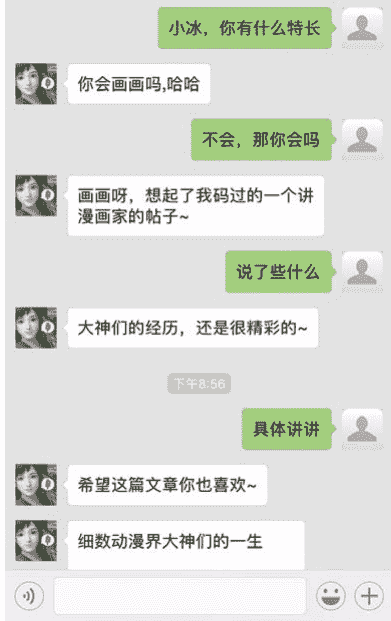 小冰，你有什么特长
你会画画吗,哈哈
不会，那你会吗
画画呀，想起了我码过的一个讲
漫画家的帖子~
说了些什么
大神们的经历，还是很精彩的~
下午8:56
具体讲讲
希望这篇文章你也喜欢~
细数动漫界大神们的一生